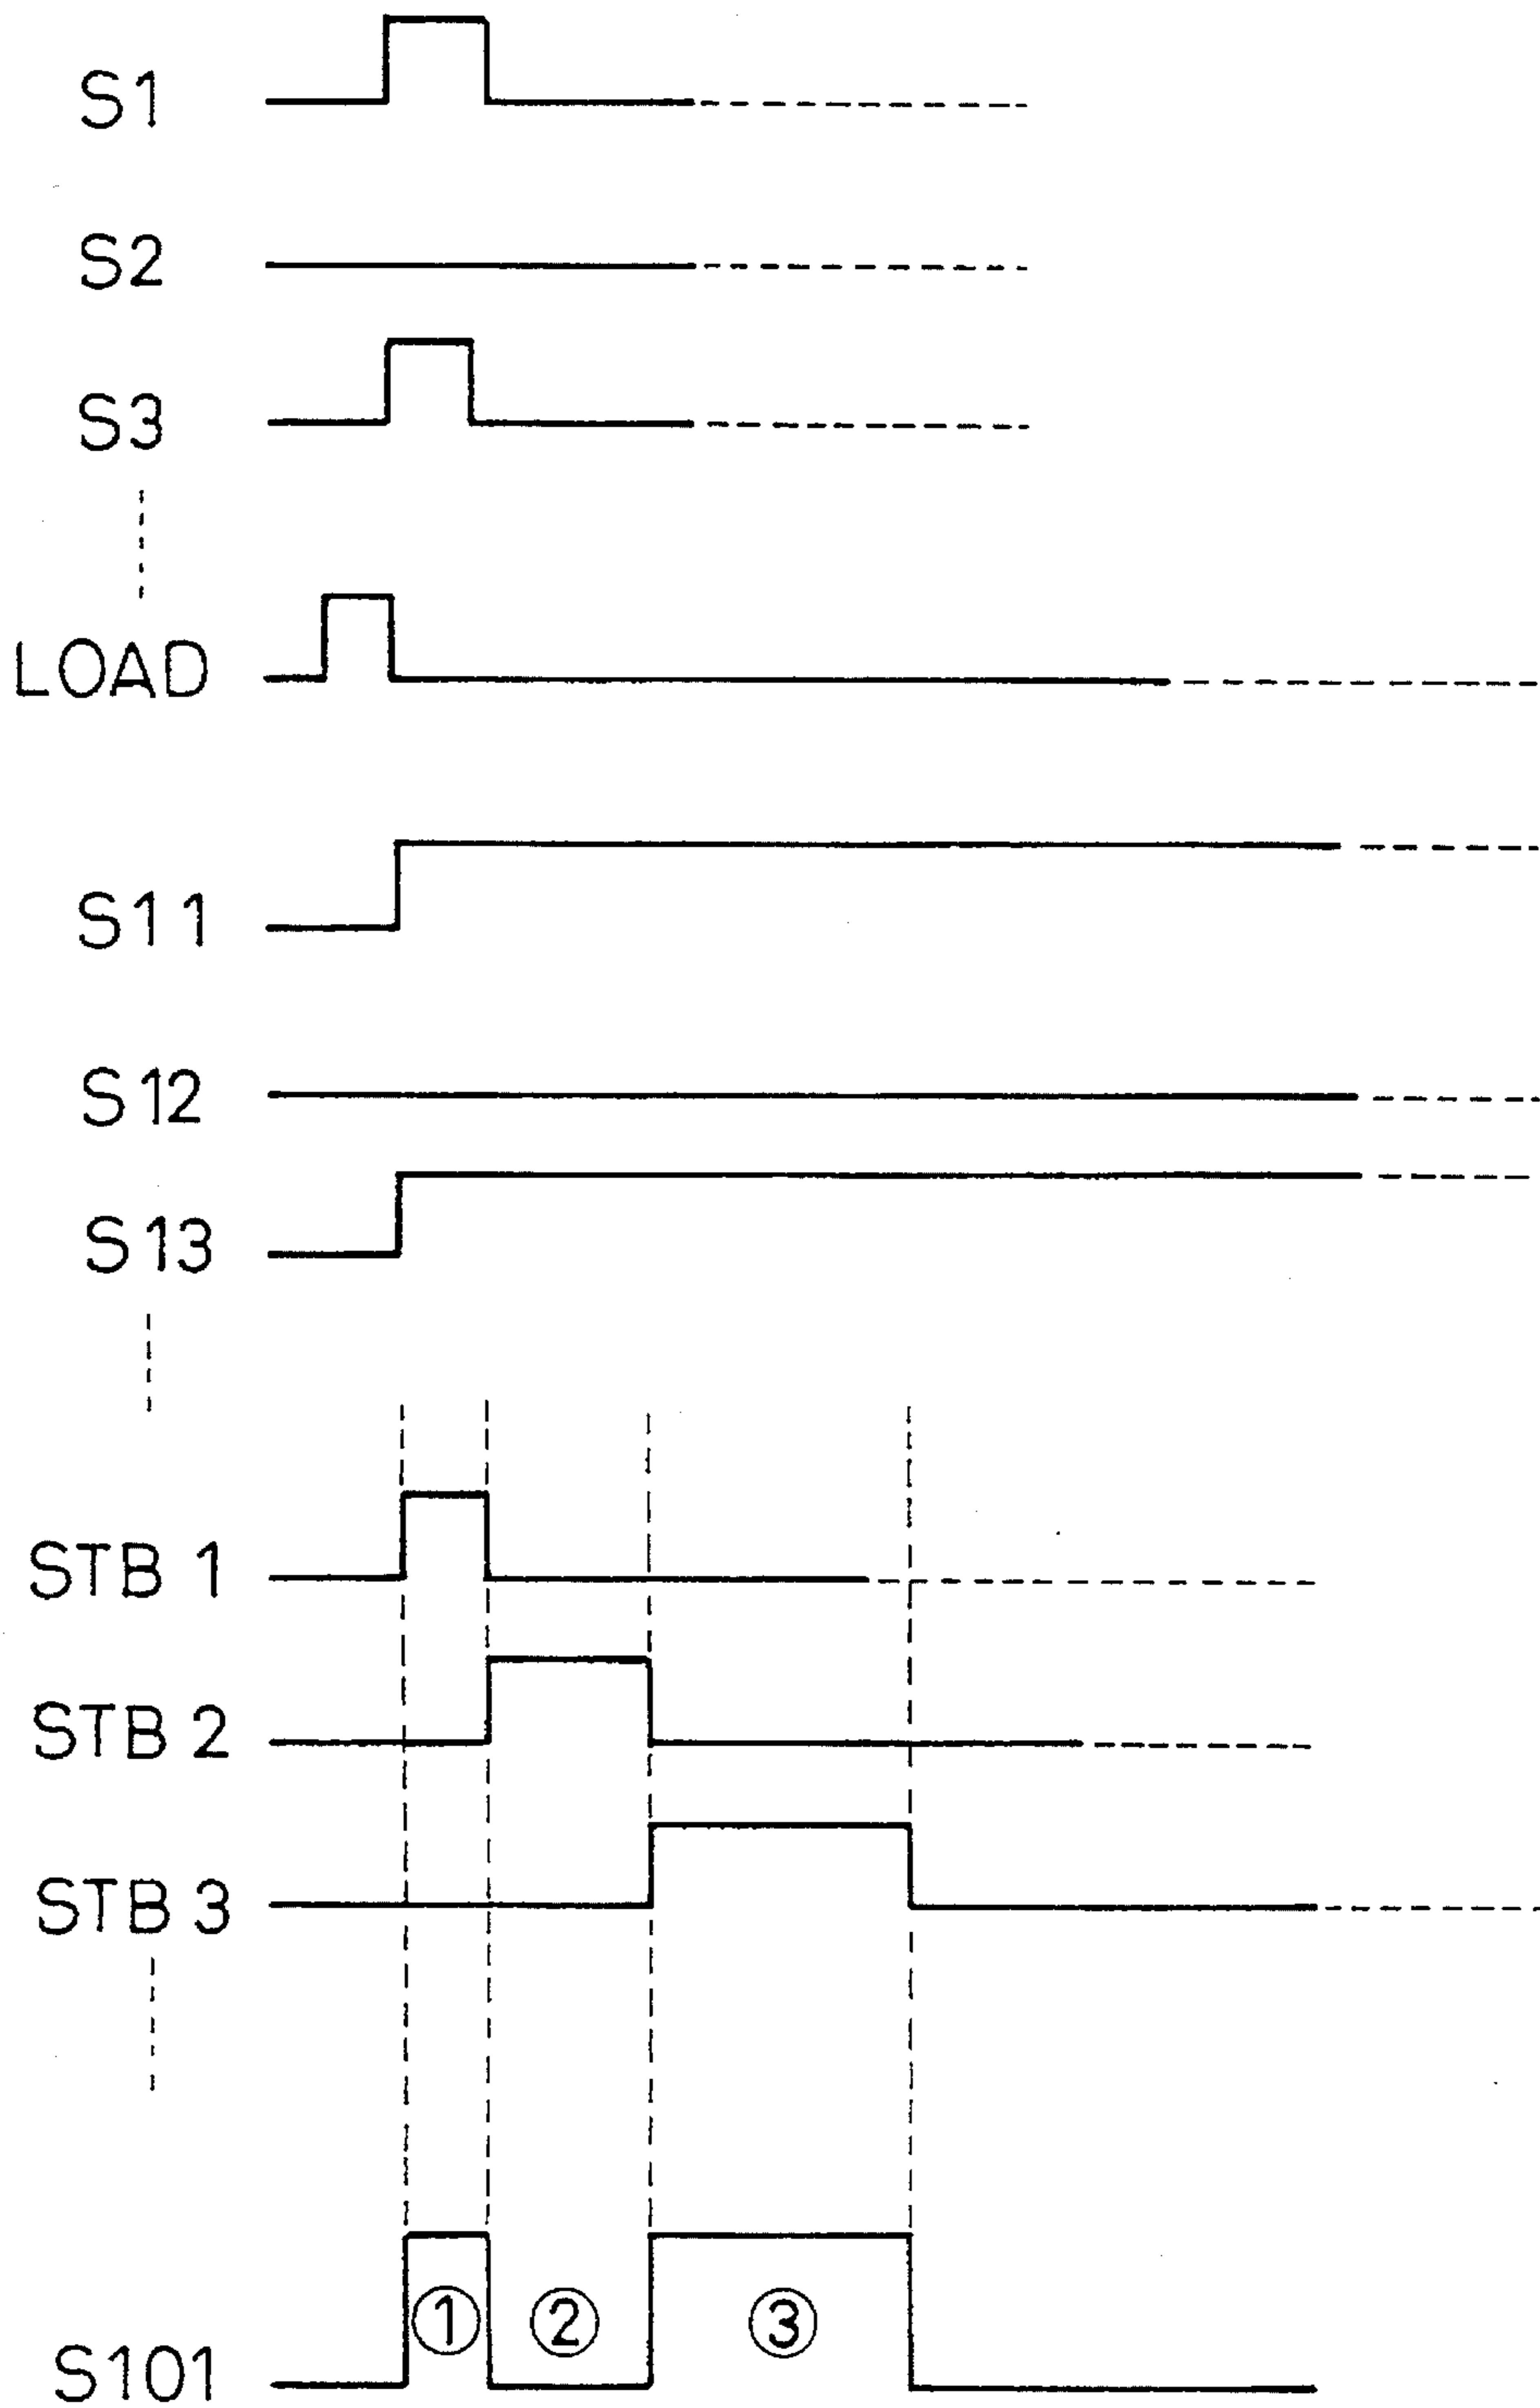 S1
S2
S3
LOAD
S11
S12
S13
STB 1
STB 2
STB 3
① ② ③
S101